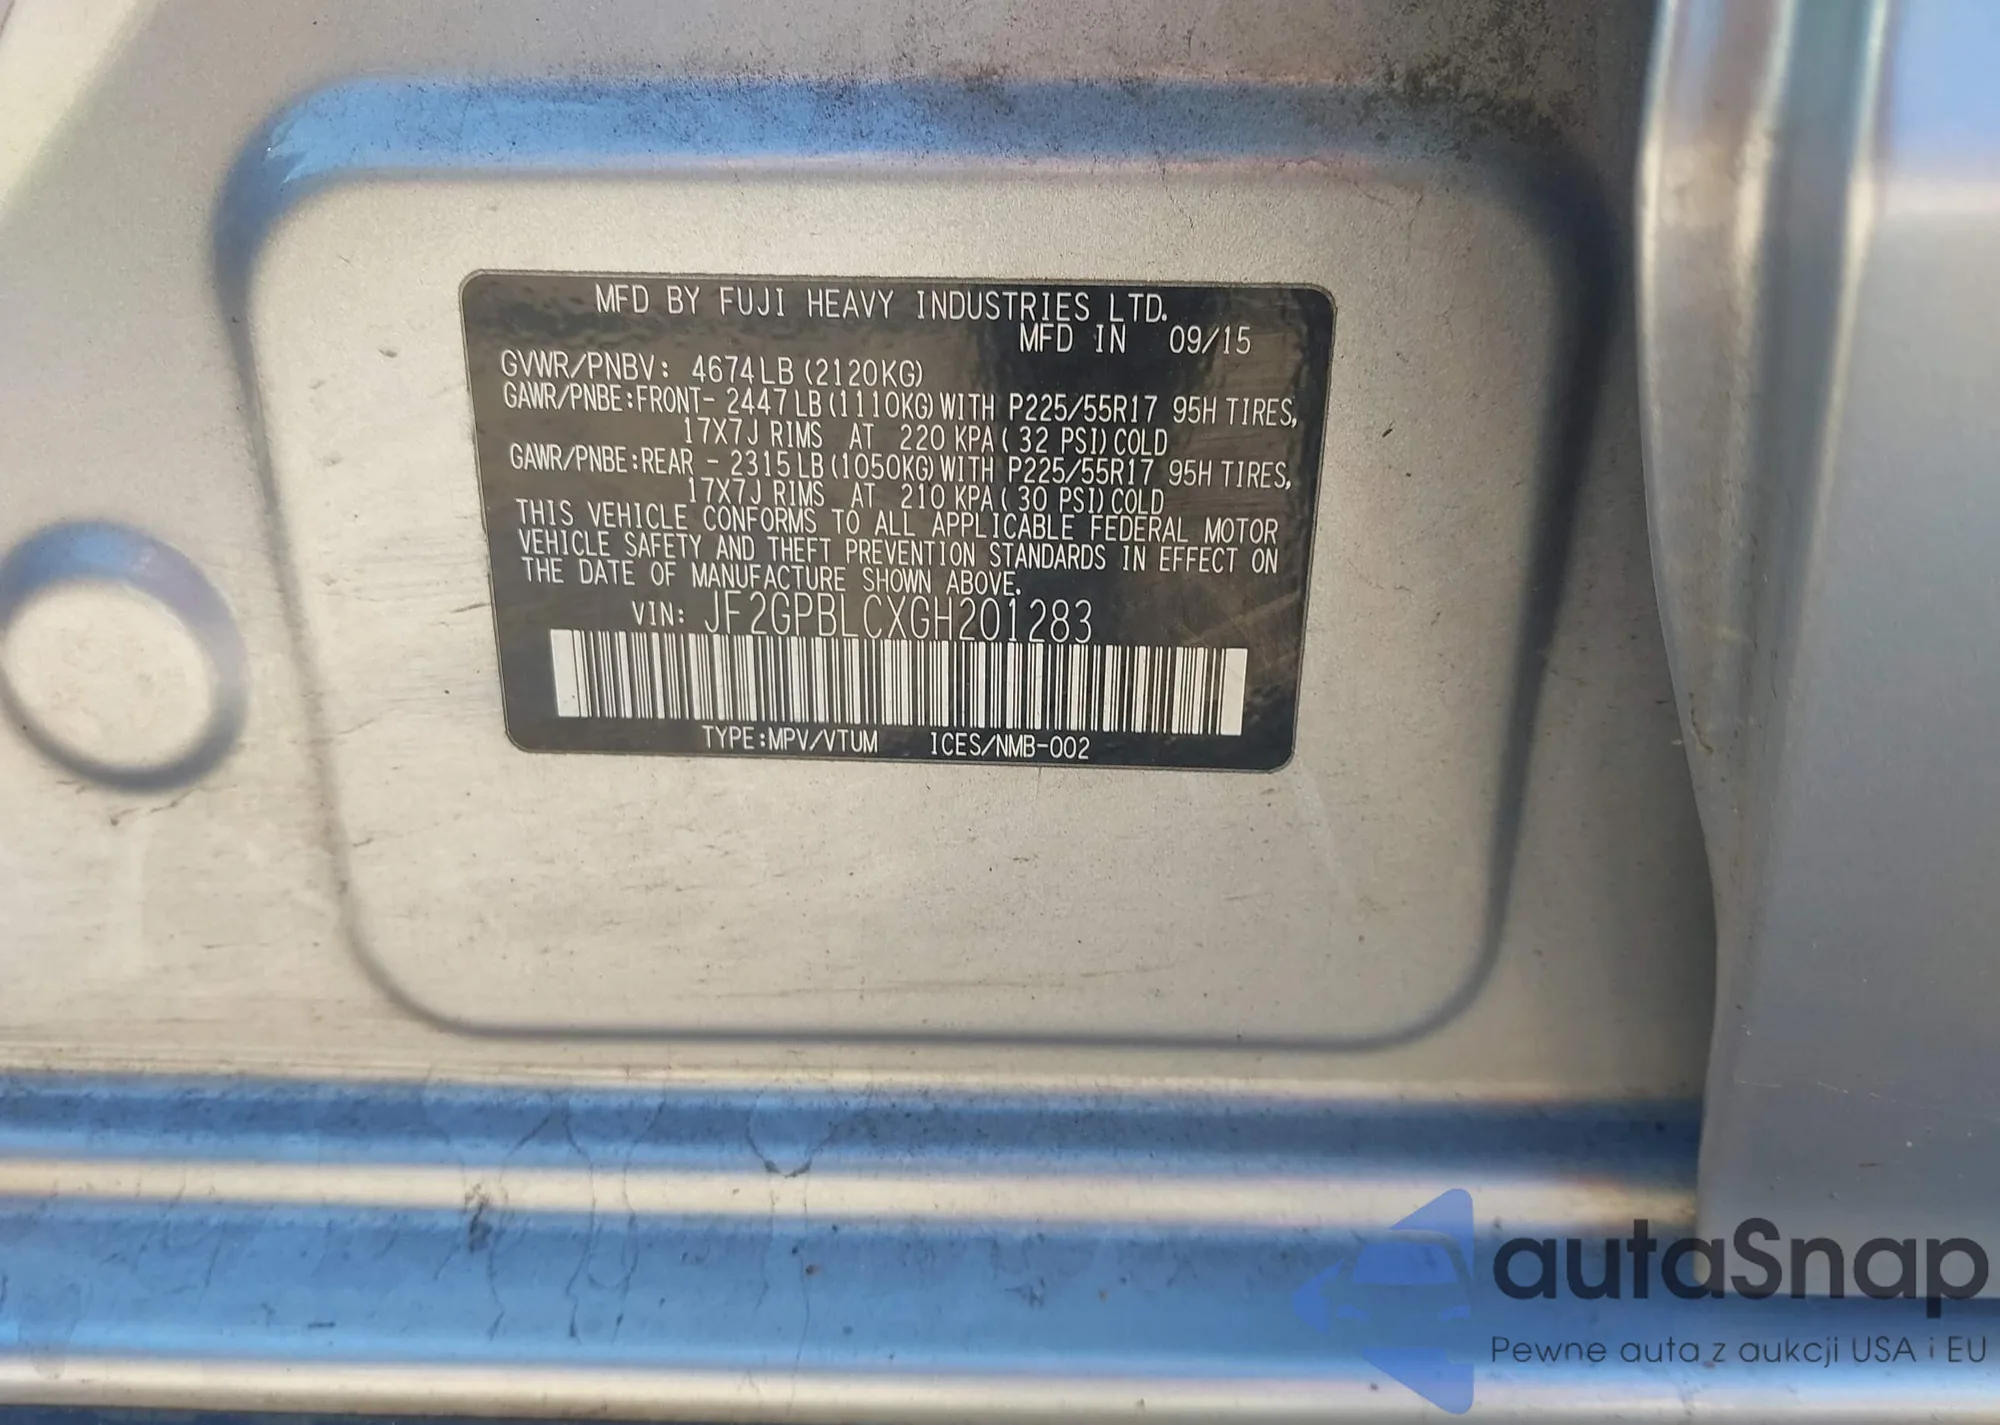 MFD BY FUJI HEAVY INDUSTRIES LTD.
MFD IN 09/15
GVWR/PNBV: 4674LB (2120KG)
GAWR/PNBE:FRONT- 2447LB(1110KG)WITH P225/55R17 95H TIRES,
17X7J RIMS AT 220 KPA( 32 PSI)COLD
GAWR/PNBE:REAR - 2315LB(1050KG)WITH P225/55R17 95H TIRES,
17X7J RIMS AT 210 KPA( 30 PSI)COLD
THIS VEHICLE CONFORMS TO ALL APPLICABLE FEDERAL MOTOR
VEHICLE SAFETY AND THEFT PREVENTION STANDARDS IN EFFECT ON
THE DATE OF MANUFACTURE SHOWN ABOVE.
VIN: JF2GPBLCXGH201283
TYPE:MPV/VTUM ICES/NMB-002
autaSnap
Pewne auta z aukcji USA i EU